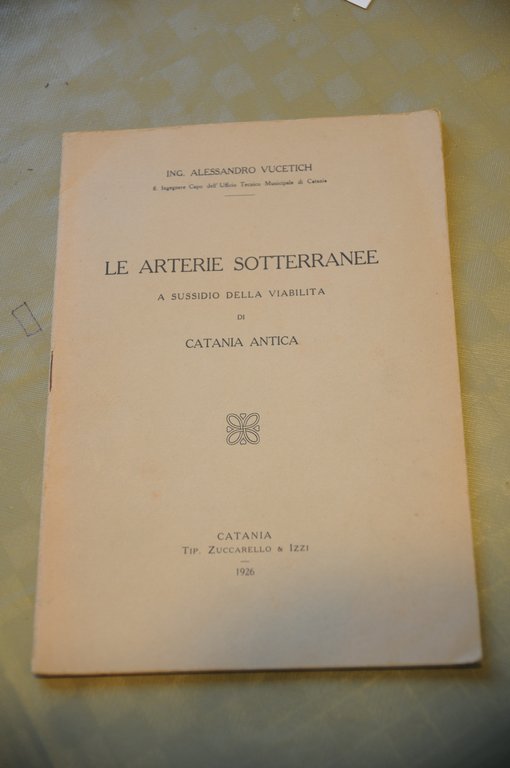 ING. ALESSANDRO VUCETICH
Ingegnere Capo dell' Ufficio Tecnico Municipale di Catania
LE ARTERIE SOTTERRANEE
A SUSSIDIO DELLA VIABILITA
DI
CATANIA ANTICA
CATANIA
TIP. ZUCCARELLO & IZZI
1926